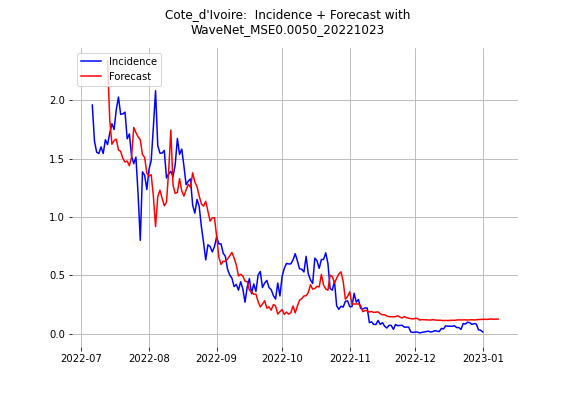 Cote_d'Ivoire:  Incidence + Forecast with
WaveNet_MSE0.0050_20221023
Incidence
Forecast
2.0
1.5
1.0
0.5
0.0
2022-07 2022-08 2022-09 2022-10 2022-11 2022-12 2023-01